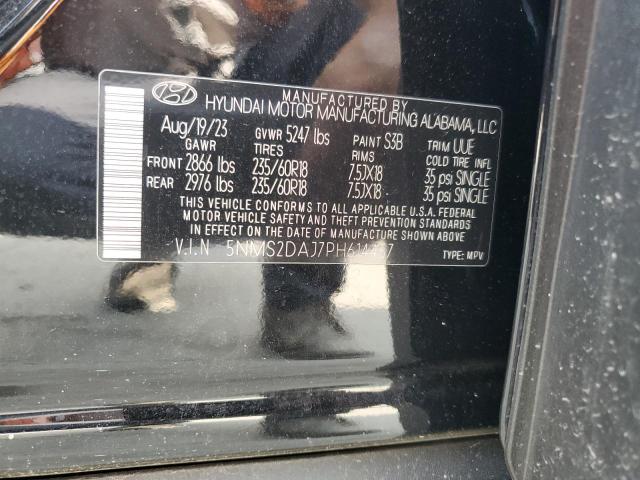 MANUFACTURED BY
HYUNDAI MOTOR MANUFACTURING ALABAMA, LLC
Aug/19/23 GVWR 5247 lbs PAINT S3B TRIM UUE
GAWR TIRES RIMS COLD TIRE INFL
FRONT 2866 lbs 235/60R18 7.5JX18 35 psi SINGLE
REAR 2976 lbs 235/60R18 7.5JX18 35 psi SINGLE
THIS VEHICLE CONFORMS TO ALL APPLICABLE U.S.A. FEDERAL
MOTOR VEHICLE SAFETY AND THEFT PREVENTION STANDARDS
IN EFFECT ON THE DATE OF MANUFACTURE SHOWN ABOVE.
V.I.N TYPE: MPV